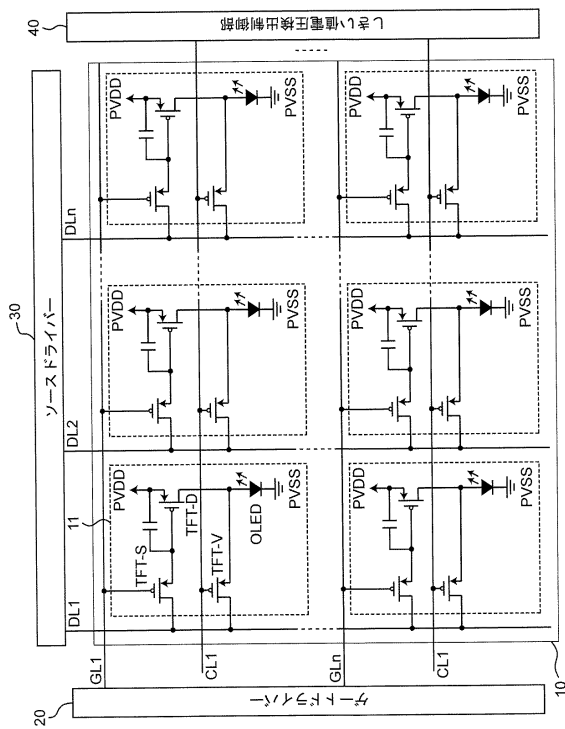 30
ソースドライバー
40
しきい値電圧検出制御部
20
ゲートドライバー
10
DL1
DL2
DLn
GL1
CL1
GLn
CL1
11
PVDD
TFT-S
TFT-D
TFT-V
OLED
PVSS
PVDD
PVSS
PVDD
PVSS
PVDD
PVSS
PVDD
PVSS
PVDD
PVSS